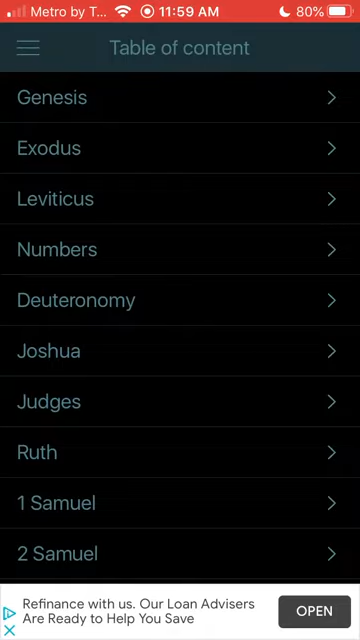 Metro by T... 11:59 AM 80%
Table of content
Genesis
Exodus
Leviticus
Numbers
Deuteronomy
Joshua
Judges
Ruth
1 Samuel
2 Samuel
Refinance with us. Our Loan Advisers
Are Ready to Help You Save
OPEN